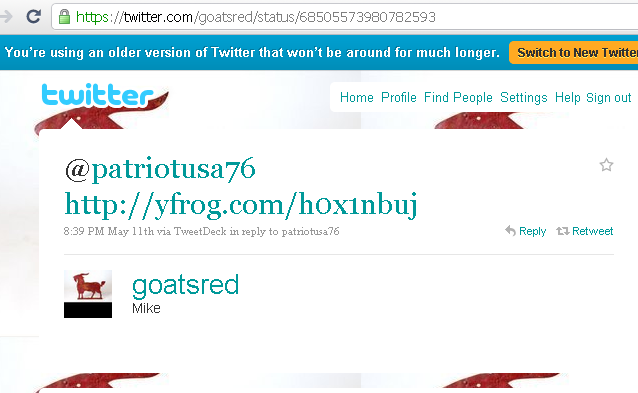 https://twitter.com/goatsred/status/68505573980782593
You're using an older version of Twitter that won't be around for much longer. Switch to New Twitter
twitter
Home Profile Find People Settings Help Sign out
@patriotusa76
http://yfrog.com/h0x1nbuj
8:39 PM May 11th via TweetDeck in reply to patriotusa76 Reply Retweet
goatsred
Mike